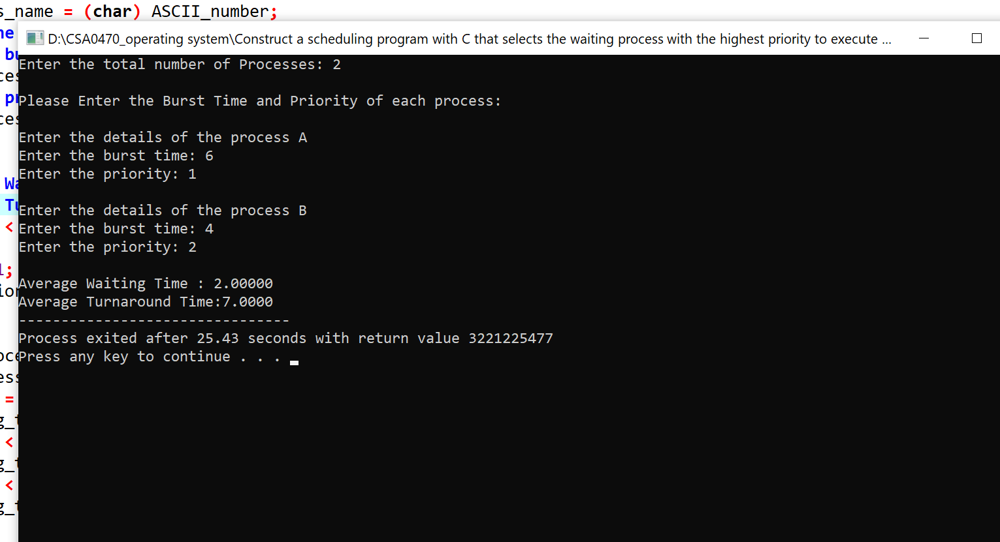 s_name = (char) ASCII_number;
D:\CSA0470_operating system\Construct a scheduling program with C that selects the waiting process with the highest priority to execute ...
Enter the total number of Processes: 2
Please Enter the Burst Time and Priority of each process:
Enter the details of the process A
Enter the burst time: 6
Enter the priority: 1
Enter the details of the process B
Enter the burst time: 4
Enter the priority: 2
Average Waiting Time : 2.00000
Average Turnaround Time:7.0000
--------------------------------
Process exited after 25.43 seconds with return value 3221225477
Press any key to continue . . .